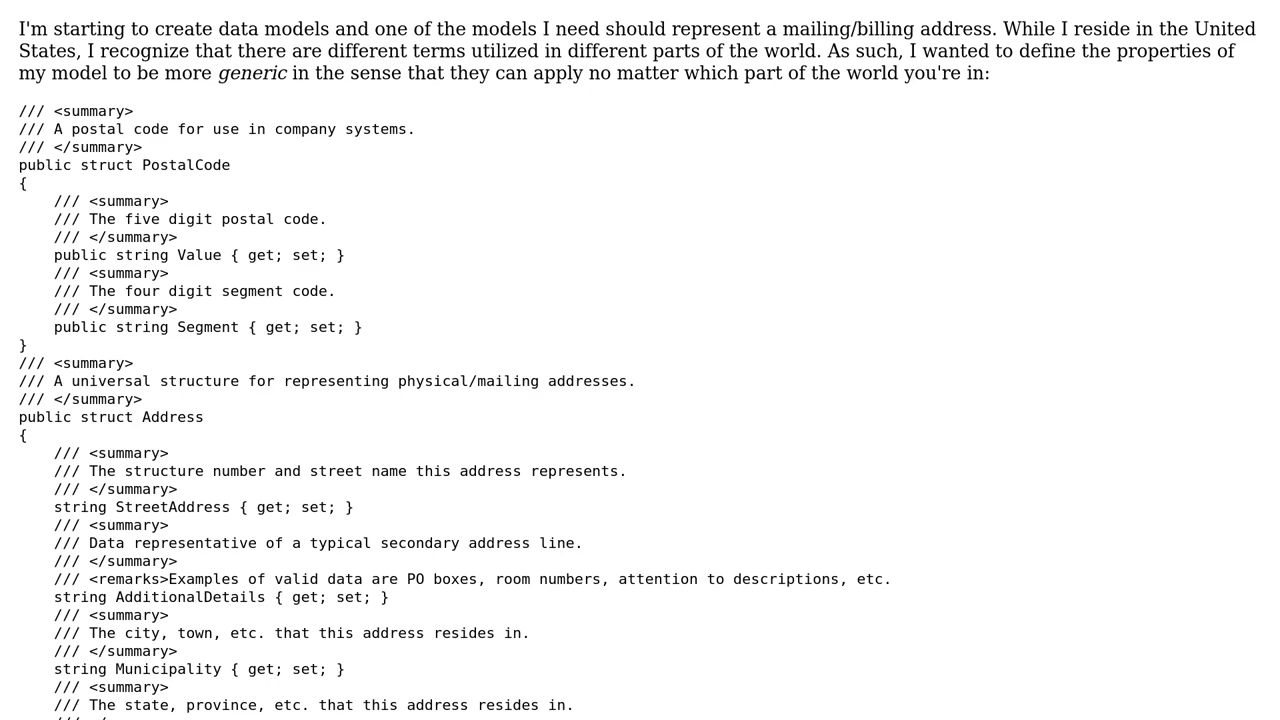 I'm starting to create data models and one of the models I need should represent a mailing/billing address. While I reside in the United
States, I recognize that there are different terms utilized in different parts of the world. As such, I wanted to define the properties of
my model to be more generic in the sense that they can apply no matter which part of the world you're in:
/// <summary>
/// A postal code for use in company systems.
/// </summary>
public struct PostalCode
{
    /// <summary>
    /// The five digit postal code.
    /// </summary>
    public string Value { get; set; }
    /// <summary>
    /// The four digit segment code.
    /// </summary>
    public string Segment { get; set; }
}
/// <summary>
/// A universal structure for representing physical/mailing addresses.
/// </summary>
public struct Address
{
    /// <summary>
    /// The structure number and street name this address represents.
    /// </summary>
    string StreetAddress { get; set; }
    /// <summary>
    /// Data representative of a typical secondary address line.
    /// </summary>
    /// <remarks>Examples of valid data are PO boxes, room numbers, attention to descriptions, etc.
    string AdditionalDetails { get; set; }
    /// <summary>
    /// The city, town, etc. that this address resides in.
    /// </summary>
    string Municipality { get; set; }
    /// <summary>
    /// The state, province, etc. that this address resides in.